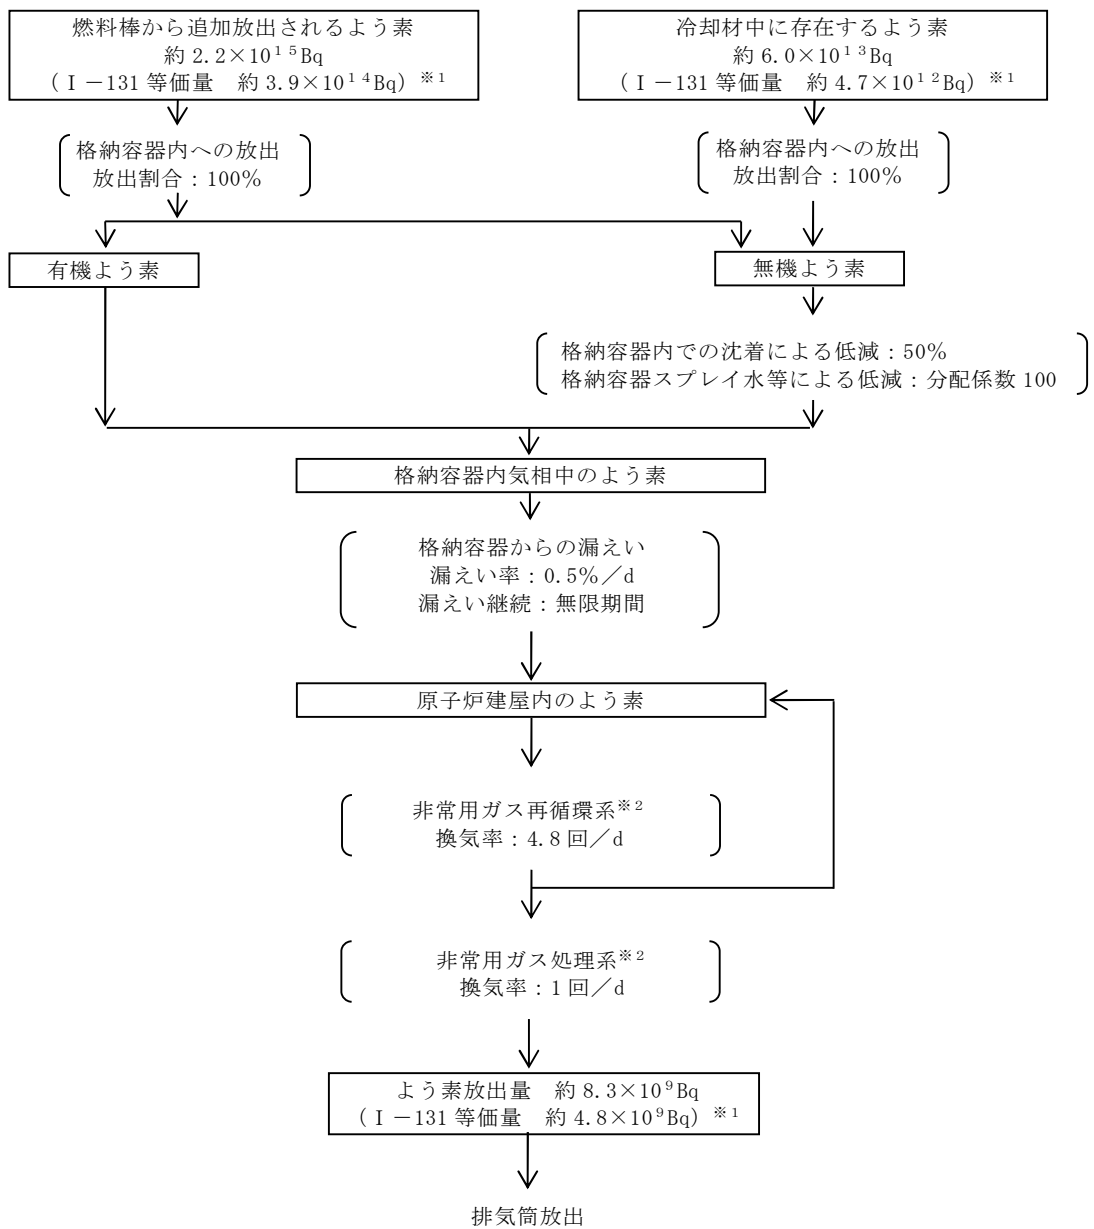 燃料棒から追加放出されるよう素
約 2.2×10¹⁵Bq
(Ⅰ－131 等価量　約 3.9×10¹⁴Bq) ※1
冷却材中に存在するよう素
約 6.0×10¹³Bq
(Ⅰ－131 等価量　約 4.7×10¹²Bq) ※1
格納容器内への放出
放出割合：100%
格納容器内への放出
放出割合：100%
有機よう素
無機よう素
格納容器内での沈着による低減：50%
格納容器スプレイ水等による低減：分配係数 100
格納容器内気相中のよう素
格納容器からの漏えい
漏えい率：0.5%／d
漏えい継続：無限期間
原子炉建屋内のよう素
非常用ガス再循環系※2
換気率：4.8 回／d
非常用ガス処理系※2
換気率：1 回／d
よう素放出量　約 8.3×10⁹Bq
(Ⅰ－131 等価量　約 4.8×10⁹Bq) ※1
排気筒放出